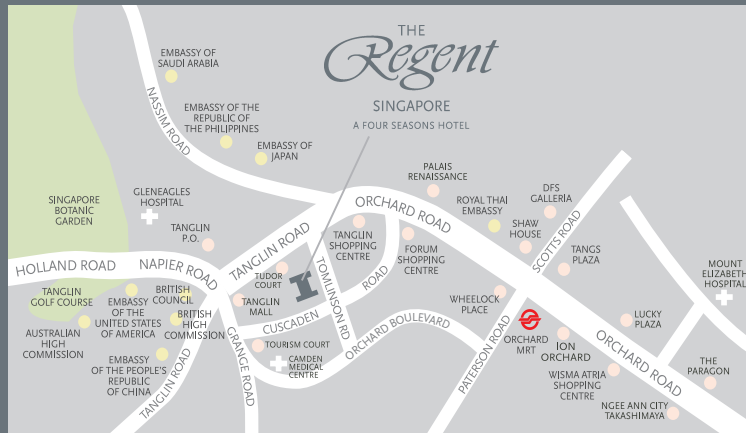 THE
Regent
SINGAPORE
A FOUR SEASONS HOTEL
EMBASSY OF
SAUDI ARABIA
NASSIM ROAD
EMBASSY OF THE
REPUBLIC OF
THE PHILIPPINES
EMBASSY OF
JAPAN
PALAIS
RENAISSANCE
DFS
GALLERIA
SINGAPORE
BOTANIC
GARDEN
GLENEAGLES
HOSPITAL
TANGLIN
P.O.
ORCHARD ROAD
ROYAL THAI
EMBASSY
SHAW
HOUSE
SCOTTS ROAD
TANGS
PLAZA
TANGLIN ROAD
TANGLIN
SHOPPING
CENTRE
FORUM
SHOPPING
CENTRE
HOLLAND ROAD
NAPIER ROAD
TUDOR
COURT
TOMLINSON RD
MOUNT
ELIZABETH
HOSPITAL
TANGLIN
GOLF COURSE
EMBASSY
OF THE
UNITED STATES
OF AMERICA
BRITISH
COUNCIL
BRITISH
HIGH
COMMISSION
TANGLIN
MALL
CUSCADEN
ROAD
WHEELOCK
PLACE
AUSTRALIAN
HIGH
COMMISSION
GRANGE ROAD
TOURISM COURT
CAMDEN
MEDICAL
CENTRE
ORCHARD BOULEVARD
PATERSON ROAD
ORCHARD
MRT
ION
ORCHARD
LUCKY
PLAZA
ORCHARD ROAD
EMBASSY
OF THE PEOPLE'S
REPUBLIC
OF CHINA
TANGLIN ROAD
WISMA ATRIA
SHOPPING
CENTRE
THE
PARAGON
NGEE ANN CITY
TAKASHIMAYA